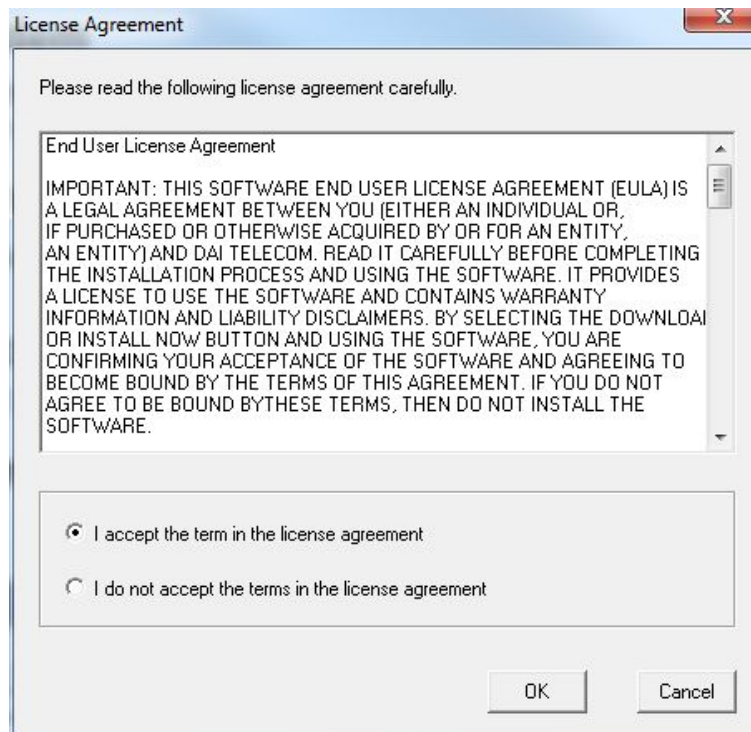 License Agreement
Please read the following license agreement carefully.
End User License Agreement
IMPORTANT: THIS SOFTWARE END USER LICENSE AGREEMENT (EULA) IS
A LEGAL AGREEMENT BETWEEN YOU (EITHER AN INDIVIDUAL OR,
IF PURCHASED OR OTHERWISE ACQUIRED BY OR FOR AN ENTITY,
AN ENTITY) AND DAI TELECOM. READ IT CAREFULLY BEFORE COMPLETING
THE INSTALLATION PROCESS AND USING THE SOFTWARE. IT PROVIDES
A LICENSE TO USE THE SOFTWARE AND CONTAINS WARRANTY
INFORMATION AND LIABILITY DISCLAIMERS. BY SELECTING THE DOWNLOA
OR INSTALL NOW BUTTON AND USING THE SOFTWARE, YOU ARE
CONFIRMING YOUR ACCEPTANCE OF THE SOFTWARE AND AGREEING TO
BECOME BOUND BY THE TERMS OF THIS AGREEMENT. IF YOU DO NOT
AGREE TO BE BOUND BYTHESE TERMS, THEN DO NOT INSTALL THE
SOFTWARE.
I accept the term in the license agreement
I do not accept the terms in the license agreement
OK Cancel